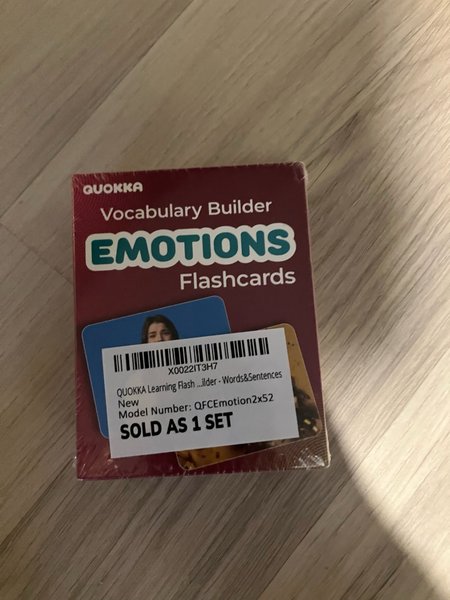 QUOKKA
Vocabulary Builder
EMOTIONS
Flashcards
X0022IT3H7
QUOKKA Learning Flash ...ilder - Words&Sentences
New
Model Number: QFCEmotion2x52
SOLD AS 1 SET